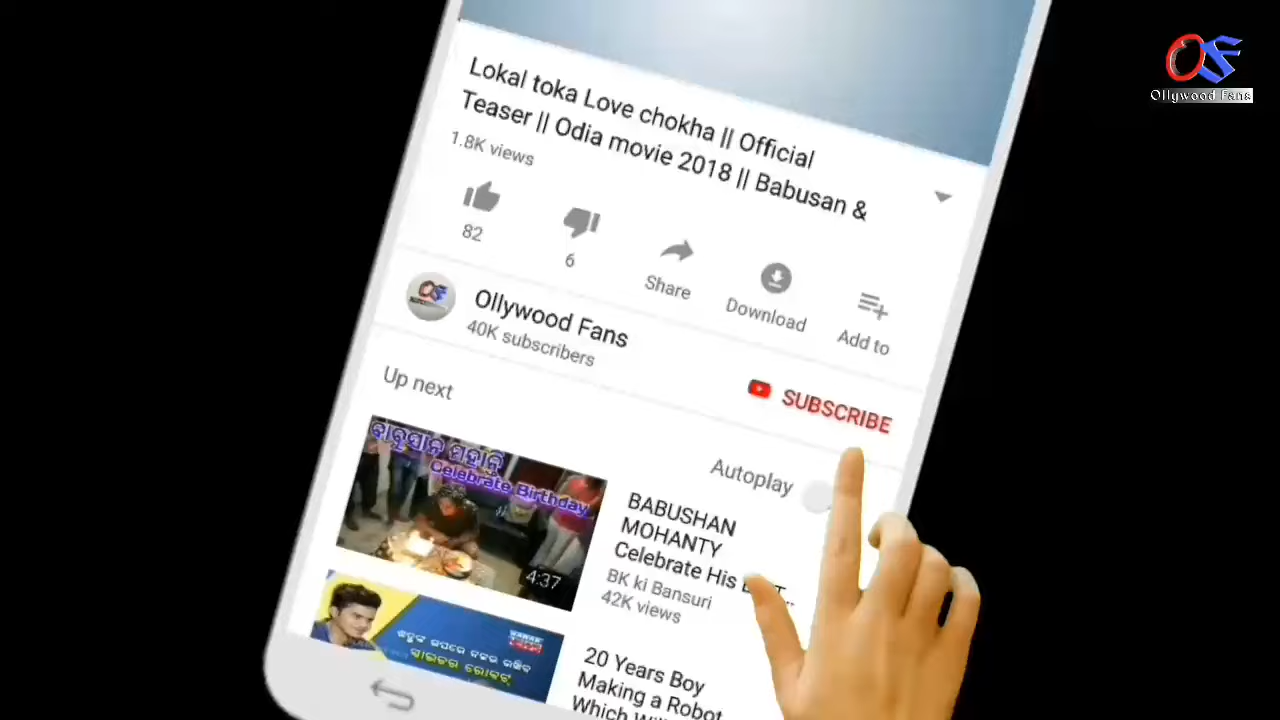 Ollywood Fans
Lokal toka Love chokha || Official
Teaser || Odia movie 2018 || Babusan &
1.8K views
82
6
Share
Download
Add to
Ollywood Fans
40K subscribers
SUBSCRIBE
Up next
Autoplay
ବାବୁସାନ ମହାନ୍ତି
Celebrate Birthday
4:37
BABUSHAN
MOHANTY
Celebrate His
BK ki Bansuri
42K views
20 Years Boy
Making a Robot
Which